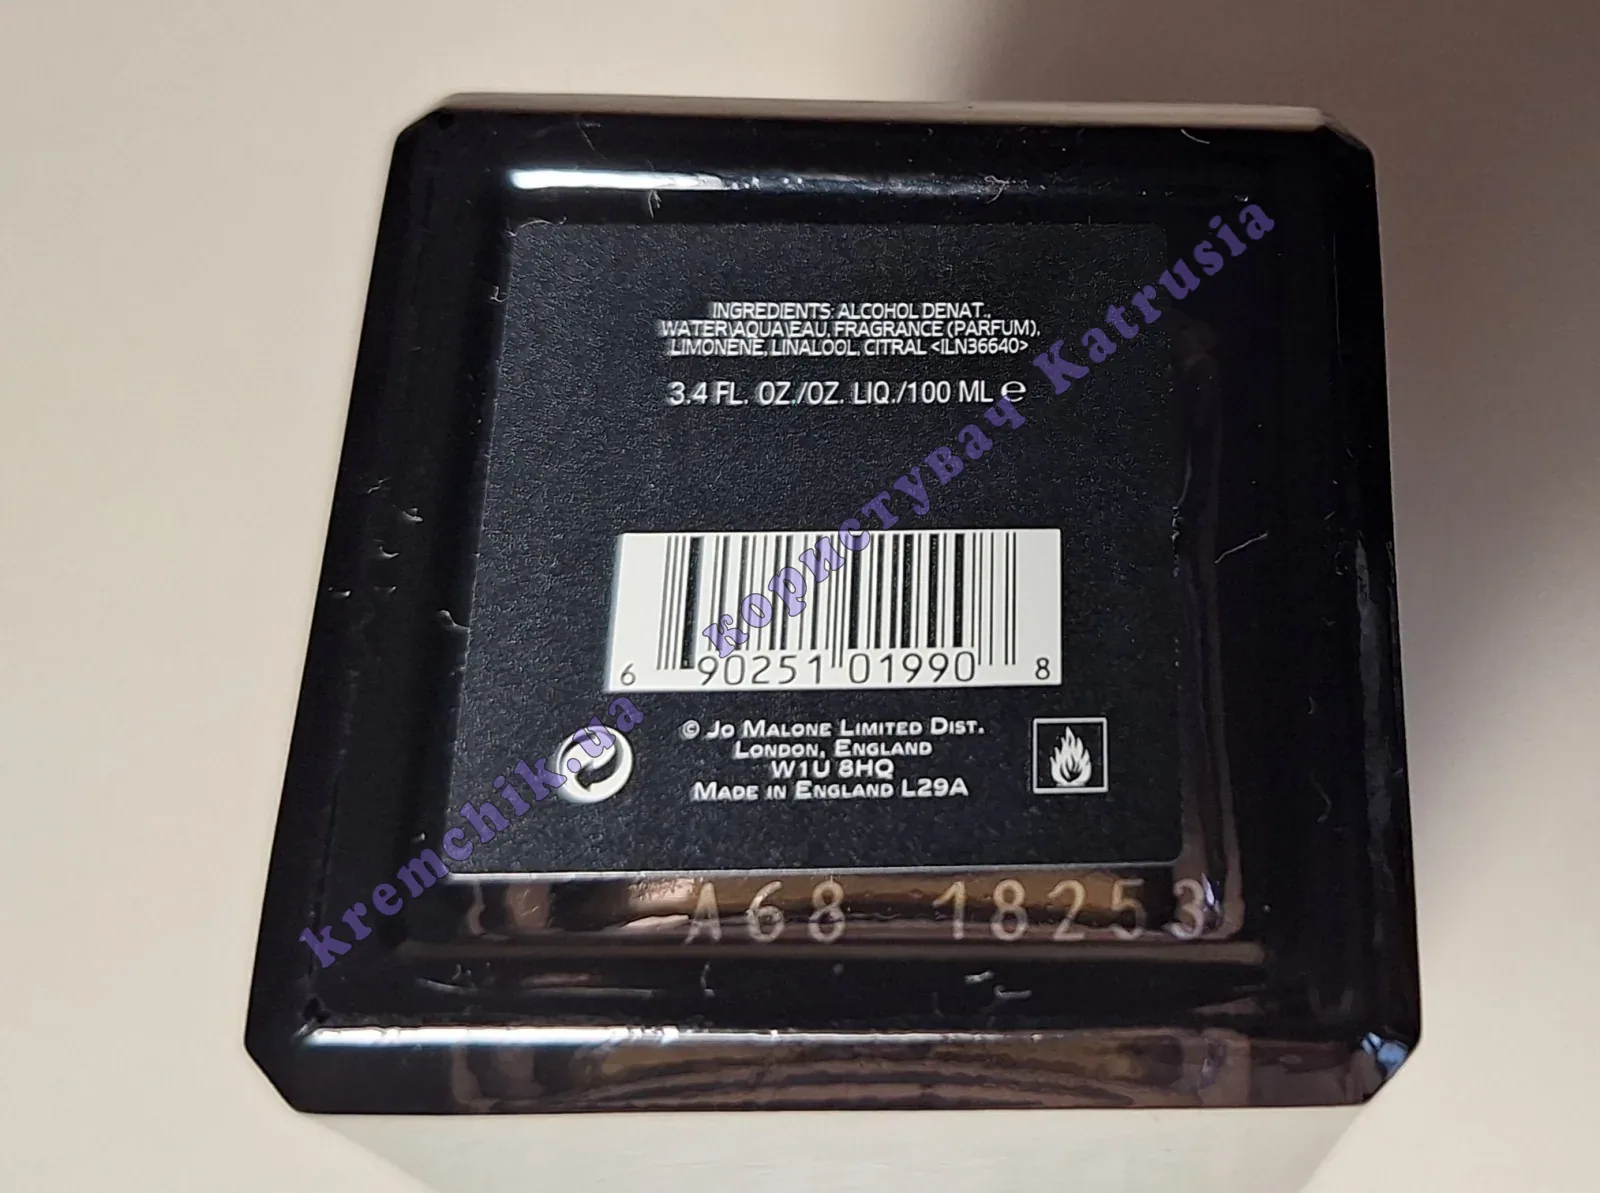 INGREDIENTS: ALCOHOL DENAT.,
WATER\AQUA\EAU, FRAGRANCE (PARFUM),
LIMONENE, LINALOOL, CITRAL <ILN36640>
3.4 FL. OZ./OZ. LIQ./100 ML ℮
6 90251 01990 8
© JO MALONE LIMITED DIST.
LONDON, ENGLAND
W1U 8HQ
MADE IN ENGLAND L29A
A68 18253
kremchik.ua користувач Katrusia